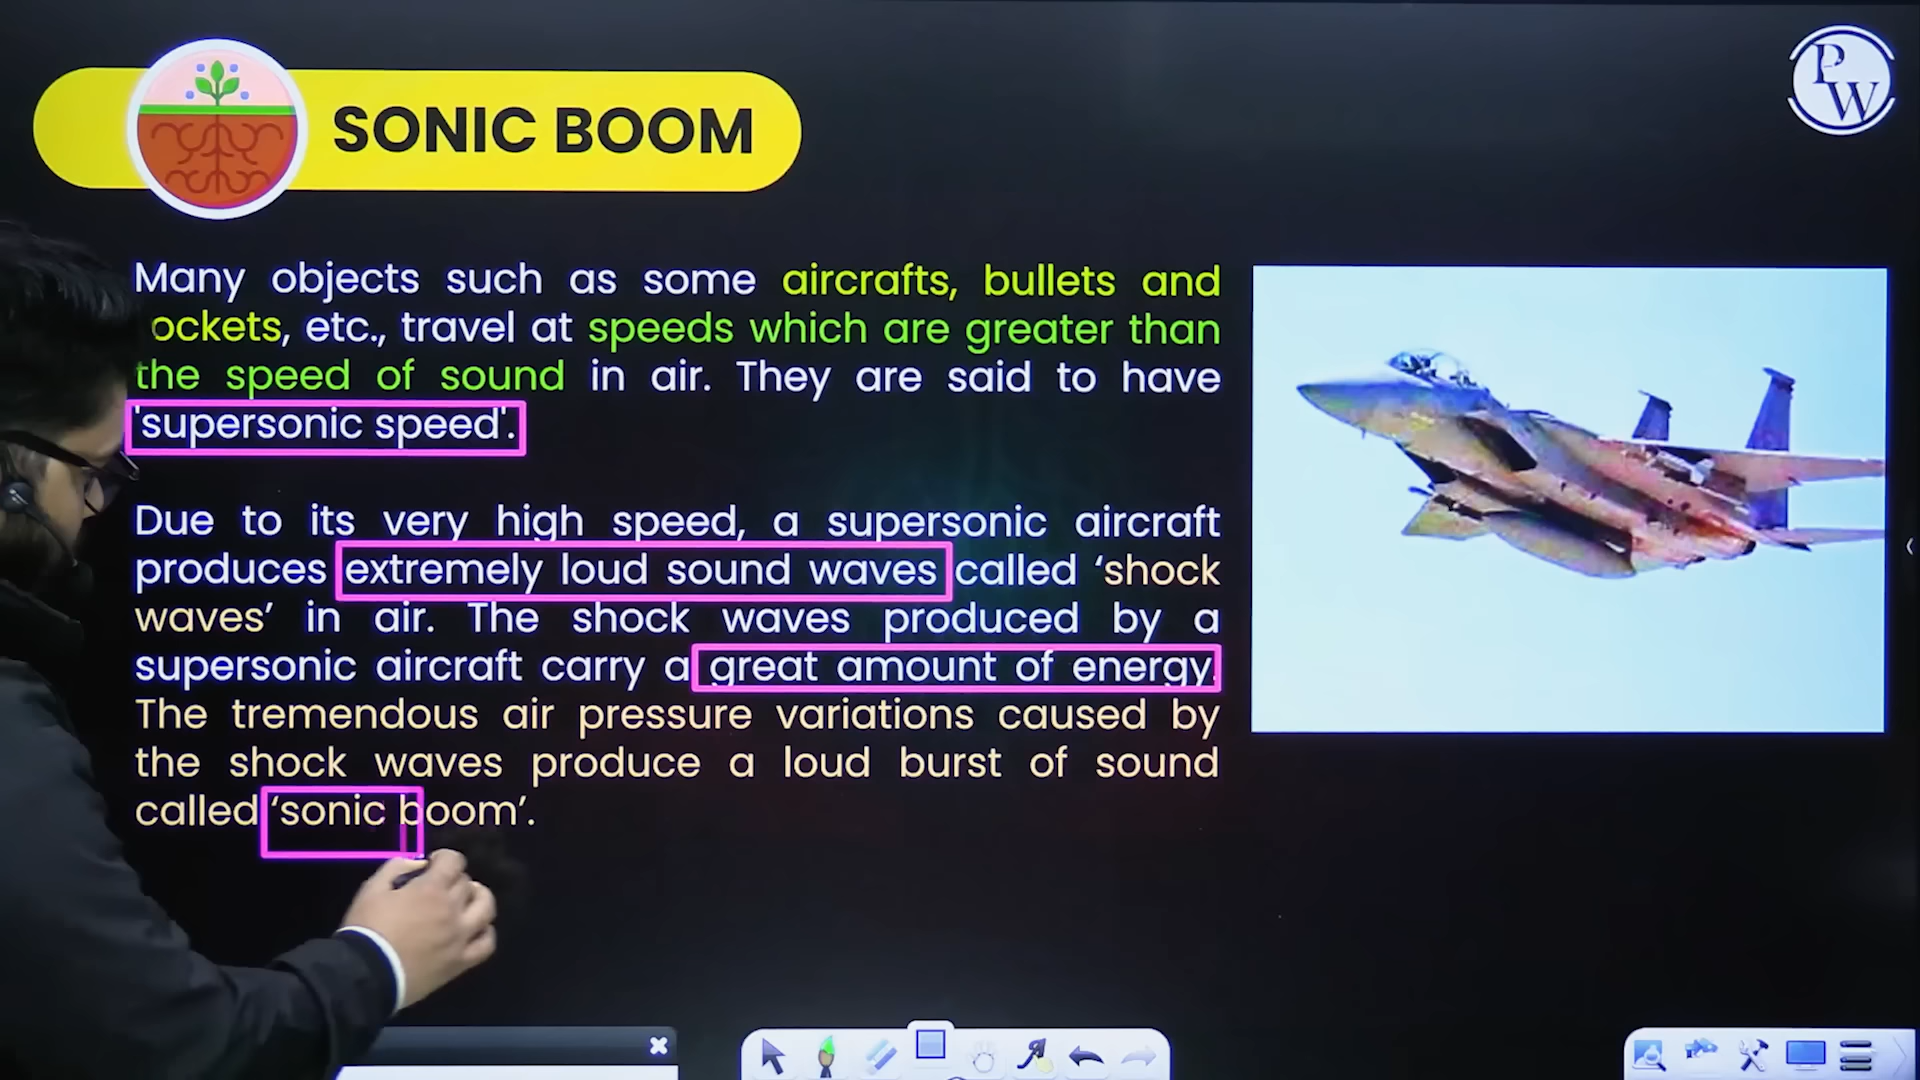 SONIC BOOM
P
W
Many objects such as some aircrafts, bullets and
ockets, etc., travel at speeds which are greater than
the speed of sound in air. They are said to have
'supersonic speed'.
Due to its very high speed, a supersonic aircraft
produces extremely loud sound waves called ‘shock
waves’ in air. The shock waves produced by a
supersonic aircraft carry a great amount of energy.
The tremendous air pressure variations caused by
the shock waves produce a loud burst of sound
called ‘sonic boom’.